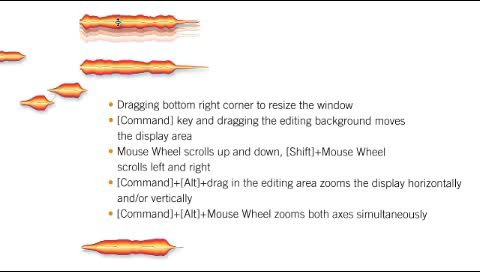 • Dragging bottom right corner to resize the window
• [Command] key and dragging the editing background moves
the display area
• Mouse Wheel scrolls up and down, [Shift]+Mouse Wheel
scrolls left and right
• [Command]+[Alt]+drag in the editing area zooms the display horizontally
and/or vertically
• [Command]+[Alt]+Mouse Wheel zooms both axes simultaneously